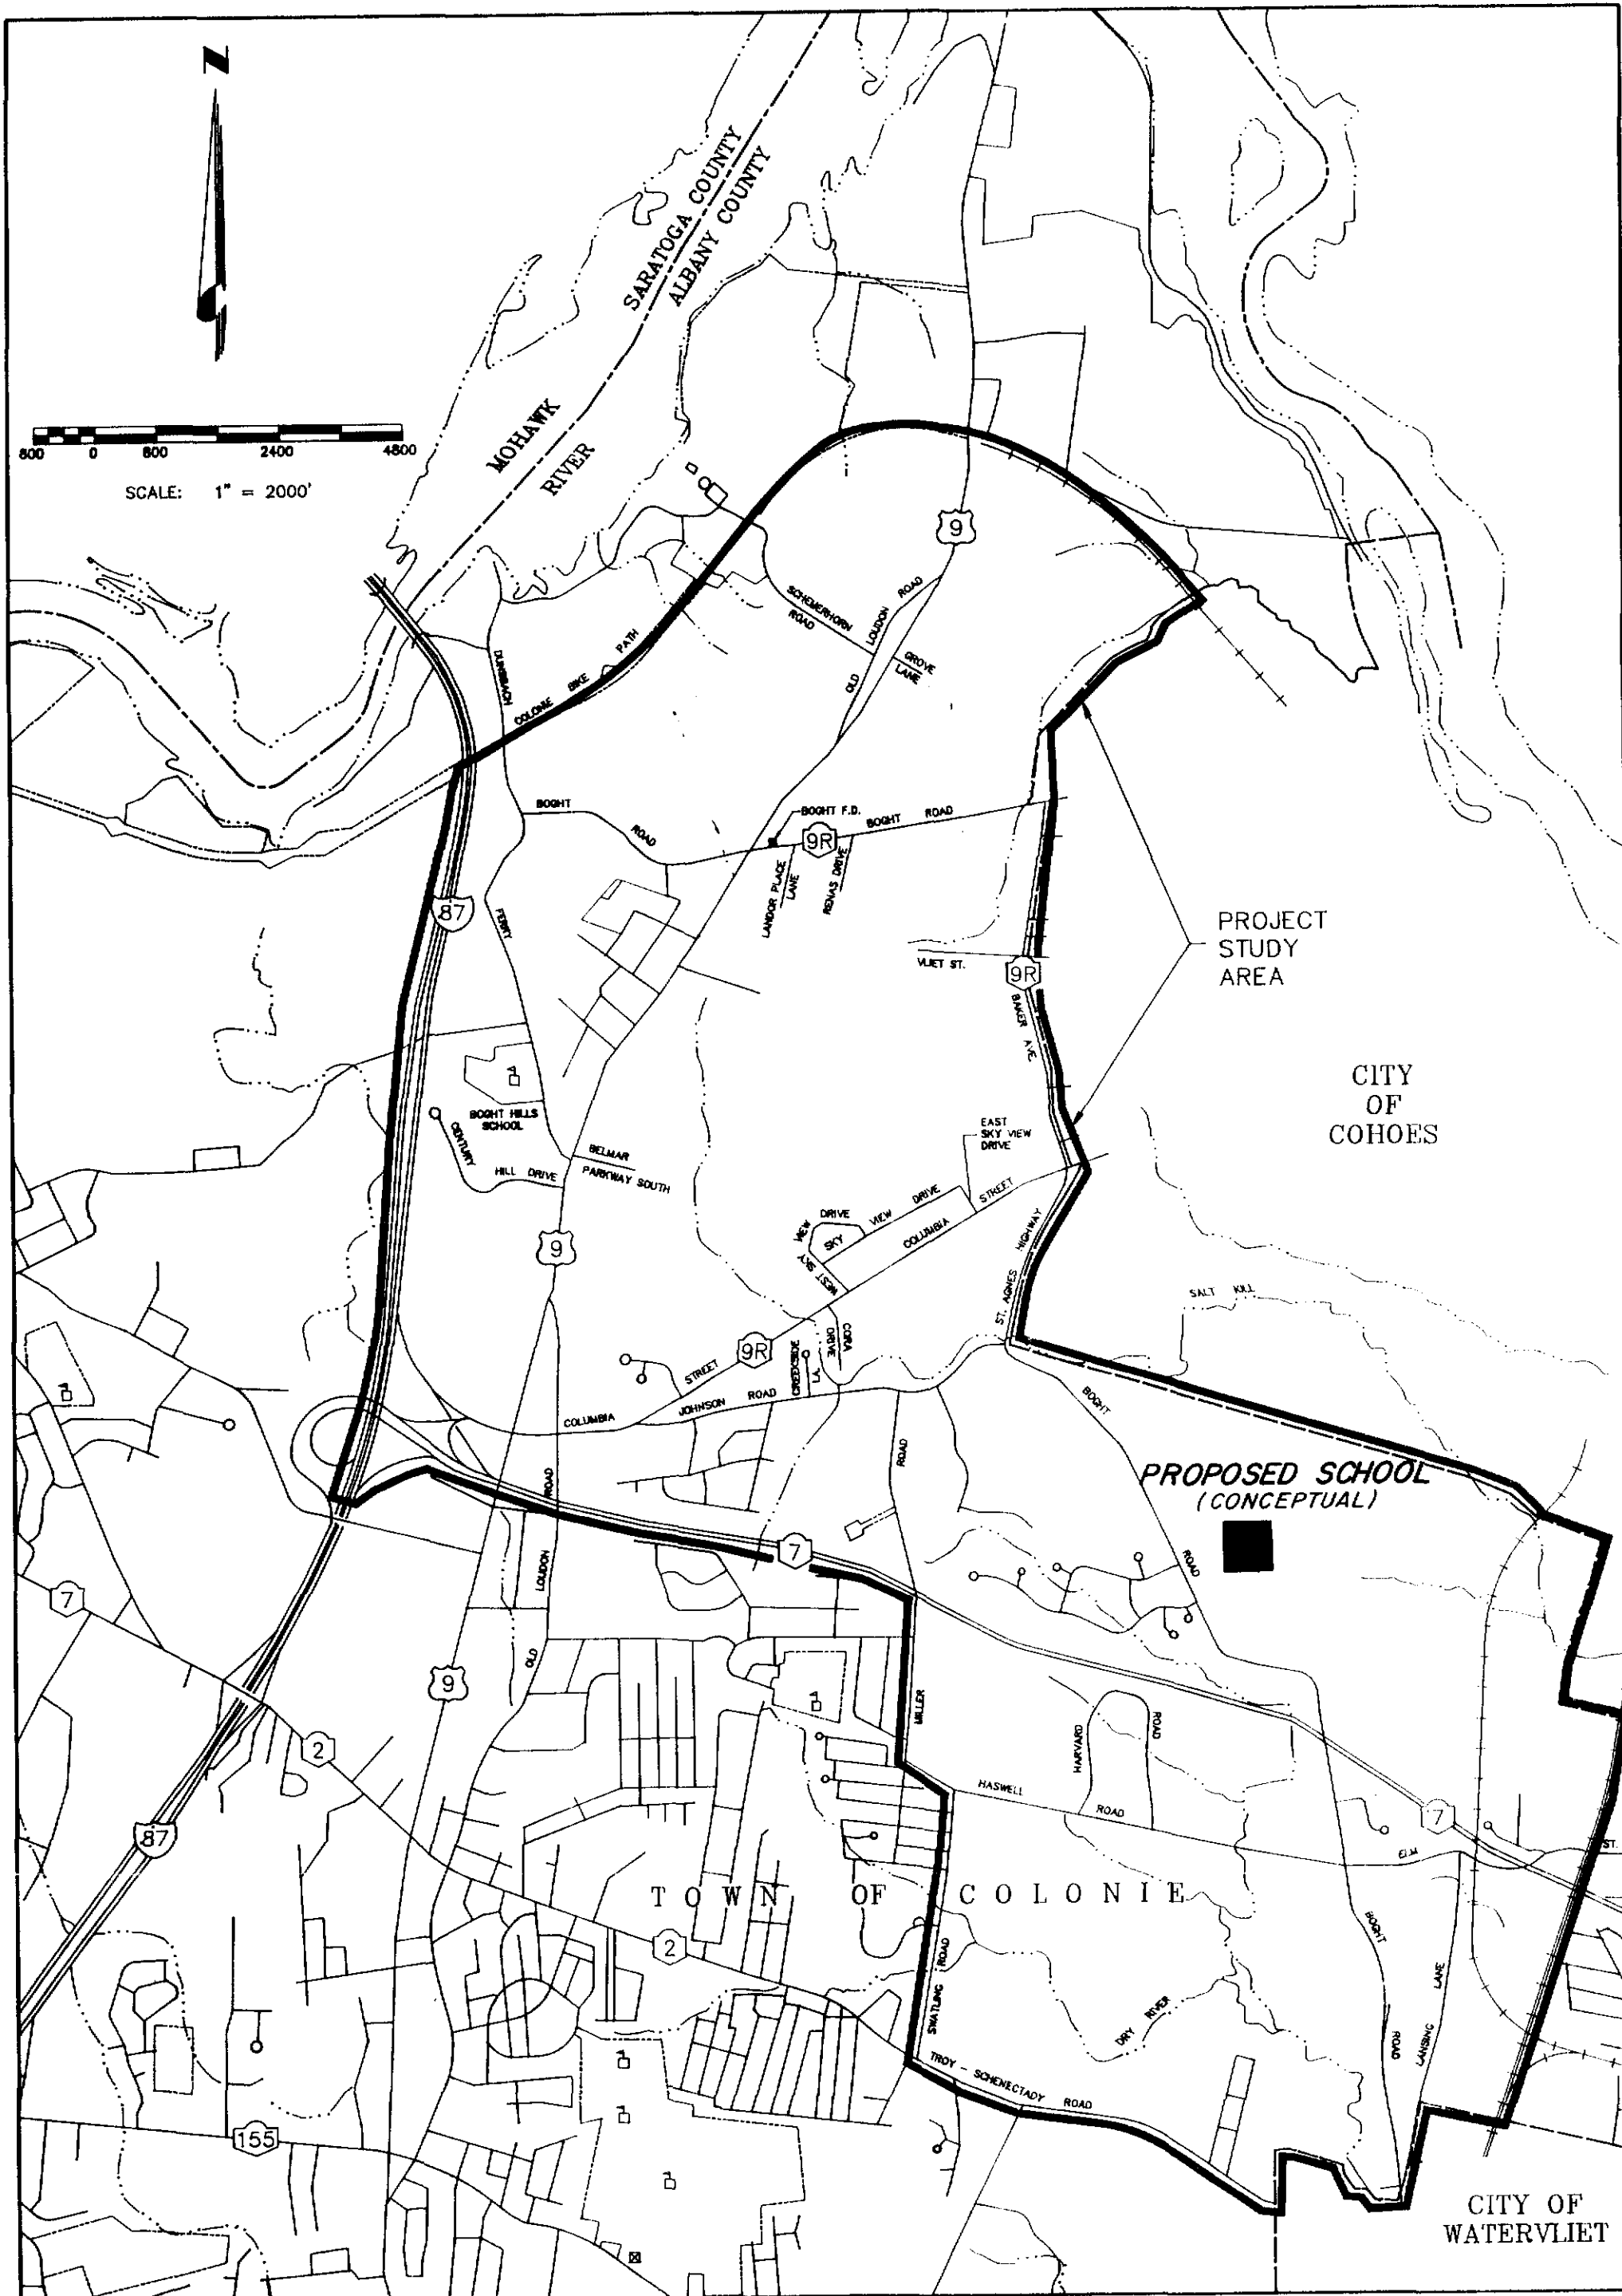 N
SARATOGA COUNTY
ALBANY COUNTY
800 0 800 2400 4800
SCALE: 1" = 2000'
MOHAWK
RIVER
9
SCHEMERHORN
ROAD
OLD LOUDON ROAD
GROVE
LANE
DUNSBACH
COLONIE BIKE PATH
BOGHT
ROAD
BOGHT F.D.
9R
BOGHT ROAD
LANDOR PLACE
LANE
RENAS DRIVE
87
FERRY
VLIET ST.
9R
BAKER AVE.
PROJECT
STUDY
AREA
CITY
OF
COHOES
BOGHT HILLS
SCHOOL
CENTURY
HILL DRIVE
BELMAR
PARKWAY SOUTH
EAST
SKY VIEW
DRIVE
WEST SKY
VIEW
DRIVE
SKY
VIEW DRIVE
COLUMBIA STREET
9
ST. AGNES HIGHWAY
SALT KILL
9R
STREET
CORA
DRIVE
CREEKSIDE
LA.
COLUMBIA
JOHNSON ROAD
BOGHT
ROAD
ROAD
PROPOSED SCHOOL
(CONCEPTUAL)
7
LOUDON
ROAD
OLD
7
9
MILLER
HARVARD
ROAD
2
HASWELL
ROAD
87
7
ELM
ST.
TOWN OF COLONIE
2
SWATLING ROAD
BOGHT
ROAD
LANSING LANE
DRY RIVER
TROY - SCHENECTADY ROAD
155
CITY OF
WATERVLIET